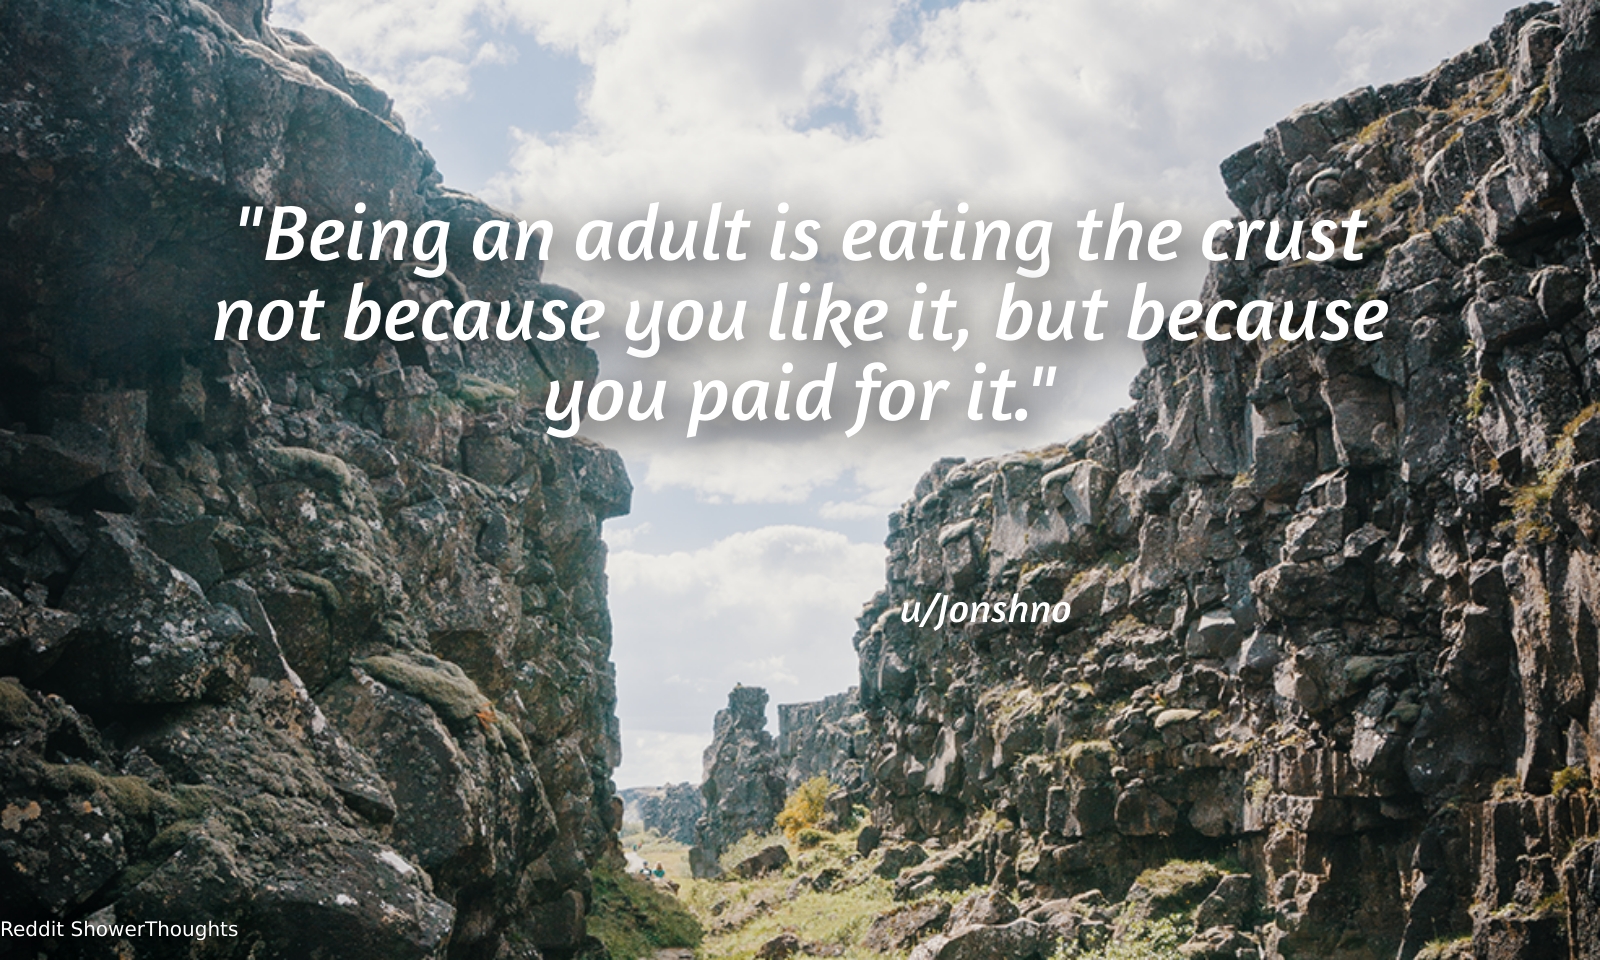 "Being an adult is eating the crust
not because you like it, but because
you paid for it."
u/Jonshno
Reddit ShowerThoughts